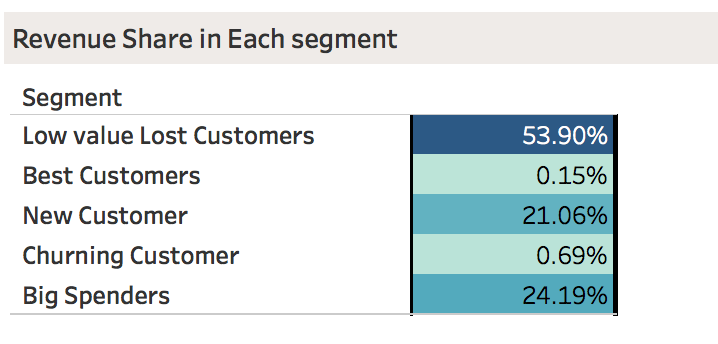 Revenue Share in Each segment
Segment
Low value Lost Customers 53.90%
Best Customers 0.15%
New Customer 21.06%
Churning Customer 0.69%
Big Spenders 24.19%